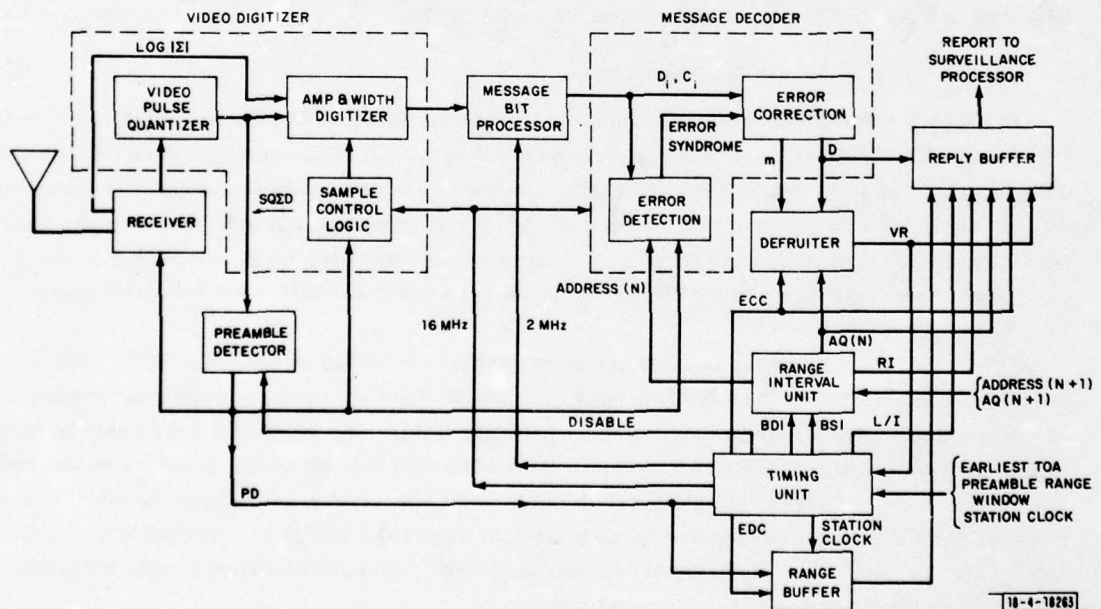 VIDEO DIGITIZER
MESSAGE DECODER
LOG |Σ|
REPORT TO
SURVEILLANCE
PROCESSOR
VIDEO
PULSE
QUANTIZER
AMP & WIDTH
DIGITIZER
MESSAGE
BIT
PROCESSOR
Di, Ci
ERROR
CORRECTION
ERROR
SYNDROME
m
D
REPLY BUFFER
RECEIVER
SQΣD
SAMPLE
CONTROL
LOGIC
ERROR
DETECTION
DEFRUITER
VR
ADDRESS (N)
ECC
PREAMBLE
DETECTOR
16 MHz
2 MHz
AQ (N)
RANGE
INTERVAL
UNIT
RI
ADDRESS (N + 1)
AQ (N + 1)
DISABLE
BDI
BSI
L/I
TIMING
UNIT
EARLIEST TOA
PREAMBLE RANGE
WINDOW
STATION CLOCK
PD
EDC
STATION
CLOCK
RANGE
BUFFER
18-4-18263